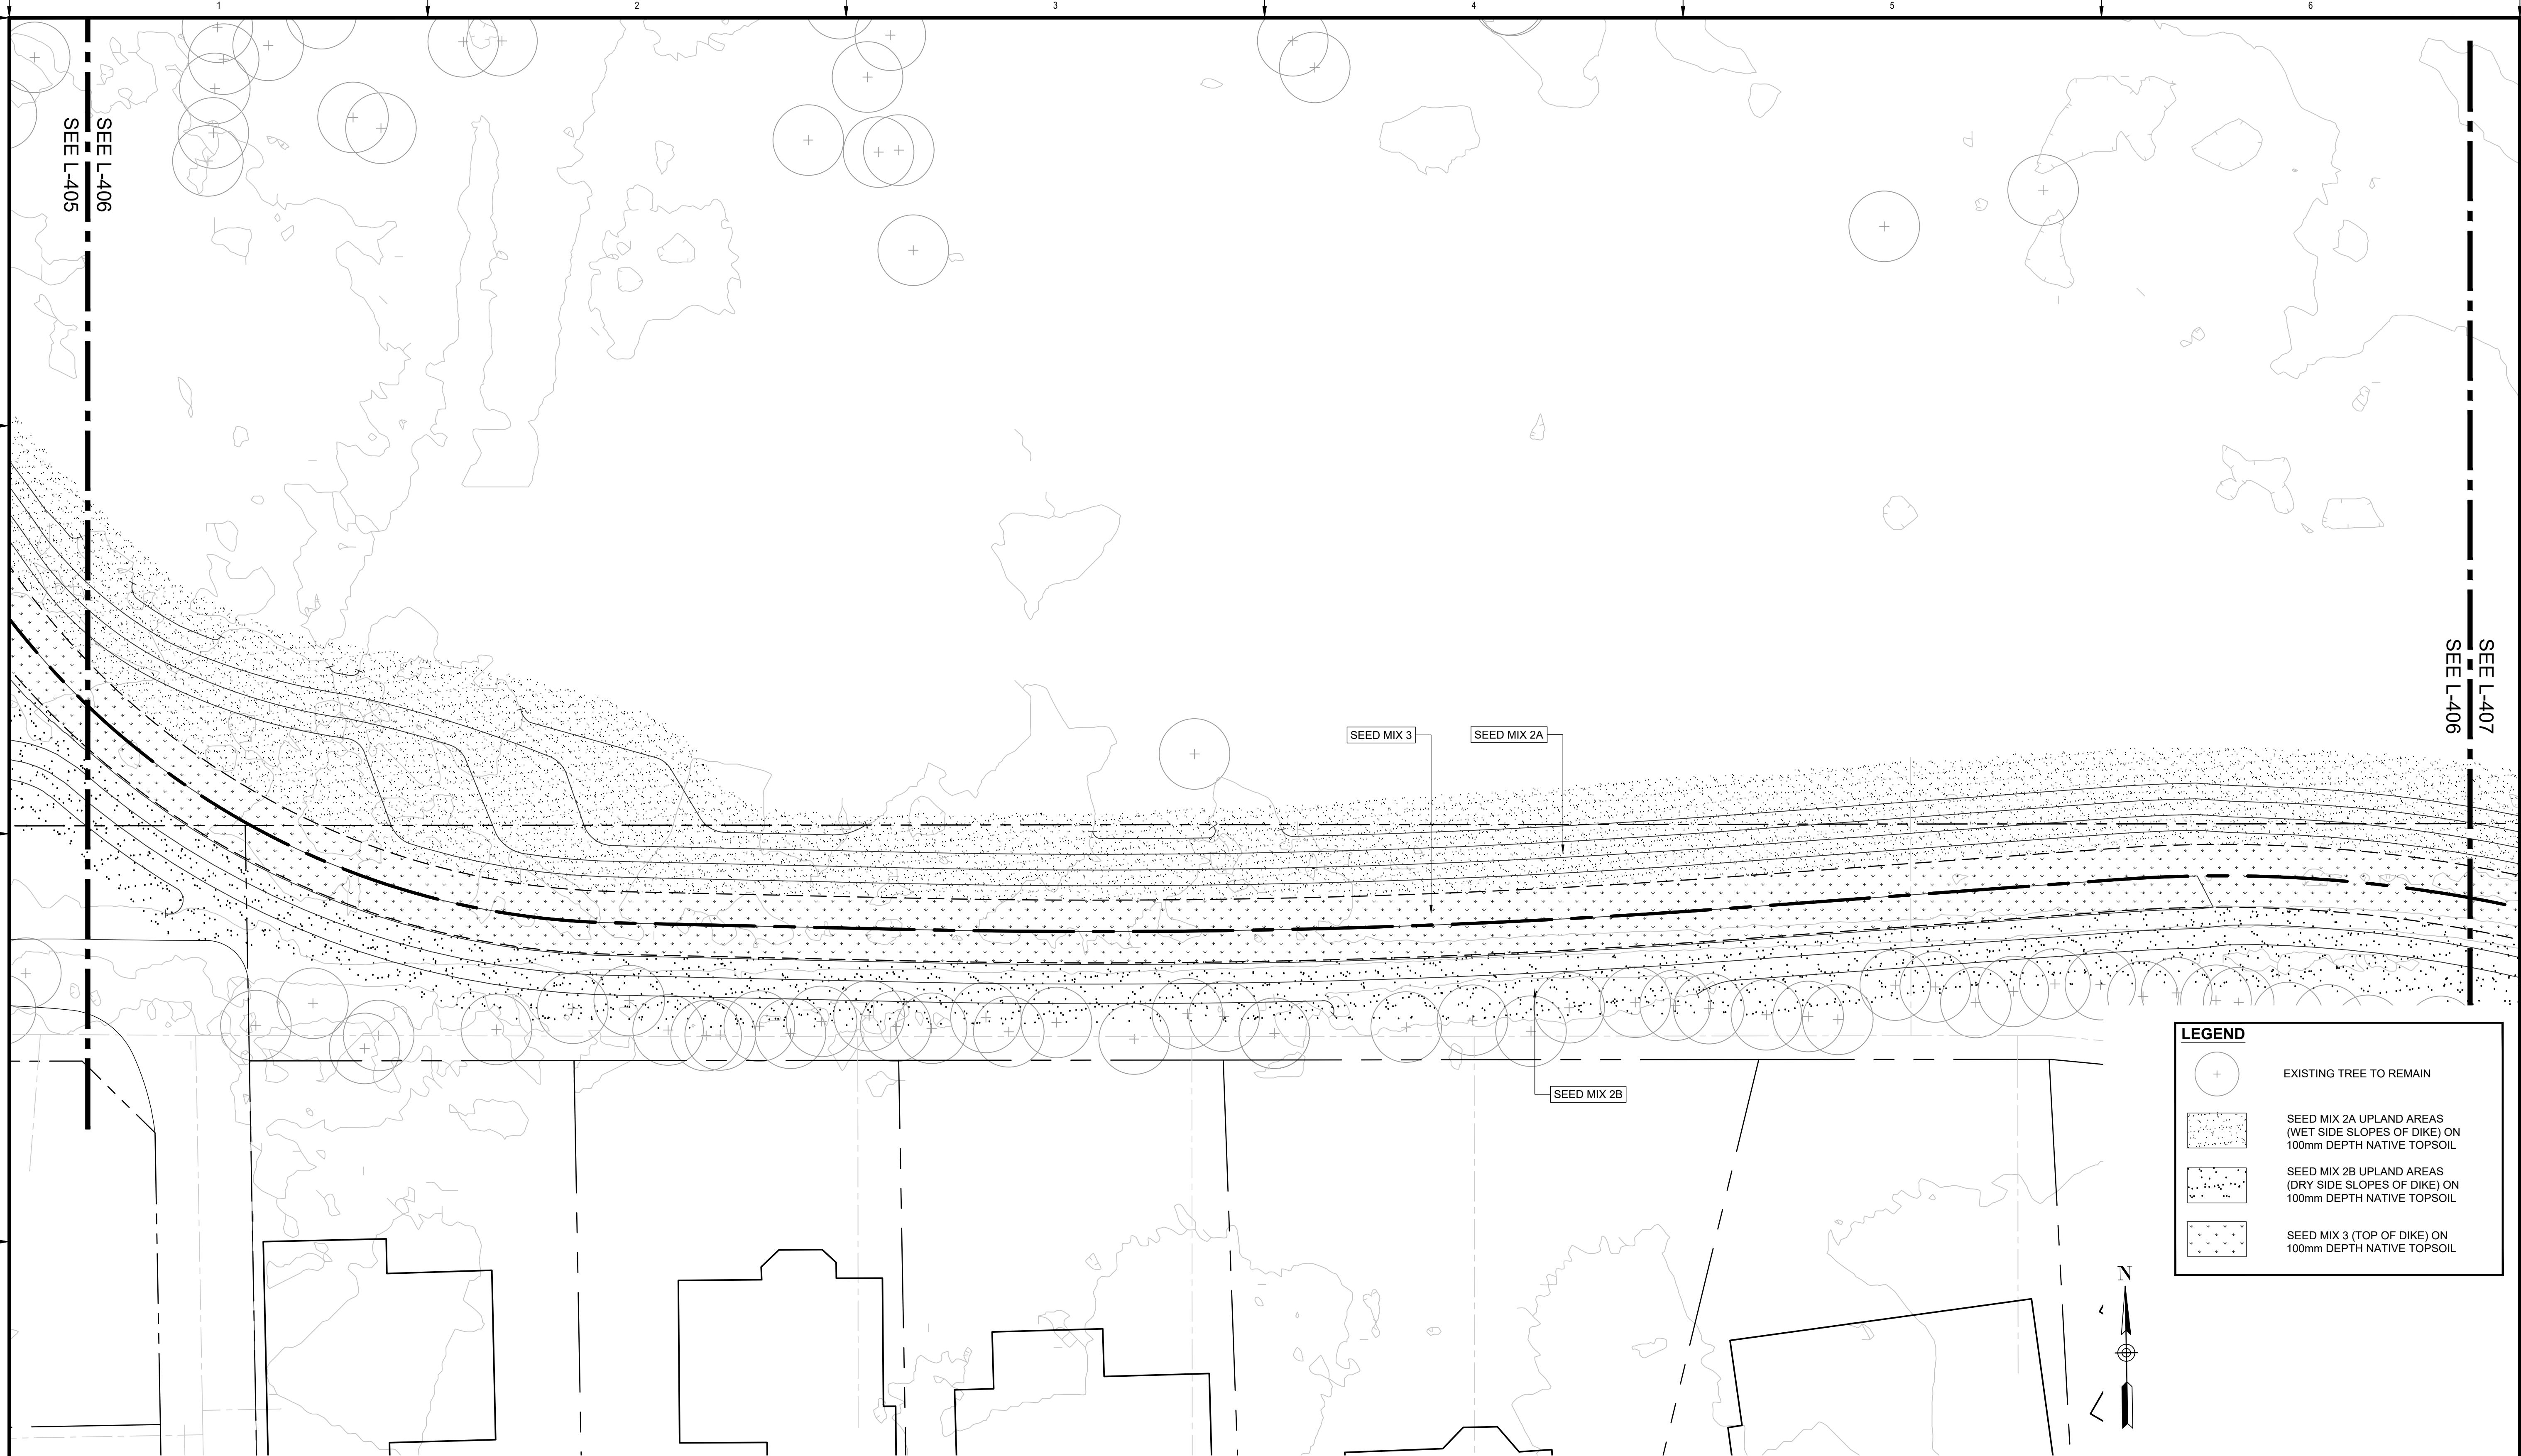 1
2
3
4
5
6
SEE L-405
SEE L-406
SEE L-406
SEE L-407
SEED MIX 3
SEED MIX 2A
SEED MIX 2B
LEGEND
EXISTING TREE TO REMAIN
SEED MIX 2A UPLAND AREAS
(WET SIDE SLOPES OF DIKE) ON
100mm DEPTH NATIVE TOPSOIL
SEED MIX 2B UPLAND AREAS
(DRY SIDE SLOPES OF DIKE) ON
100mm DEPTH NATIVE TOPSOIL
SEED MIX 3 (TOP OF DIKE) ON
100mm DEPTH NATIVE TOPSOIL
N